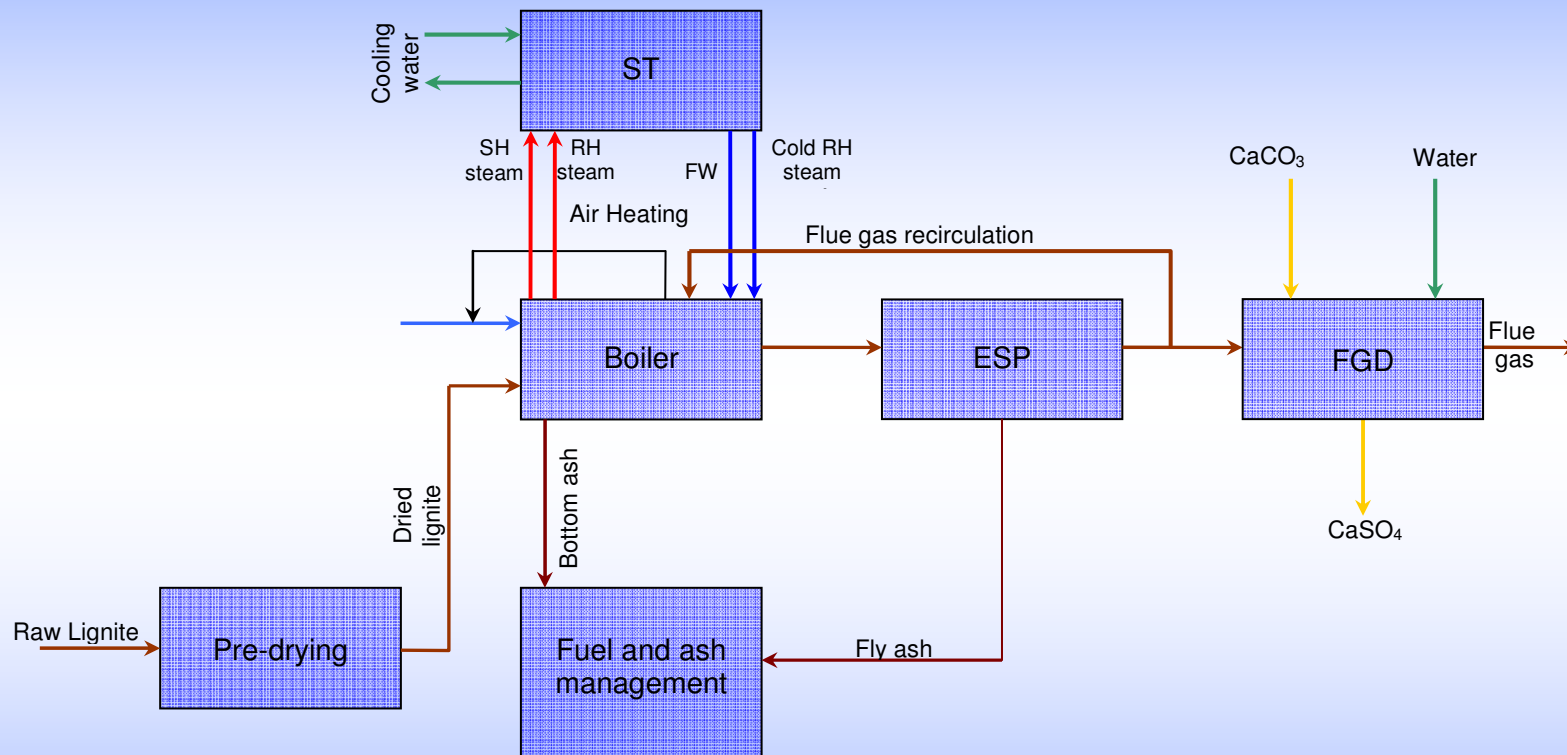 Cooling
water
ST
SH
steam
RH
steam
FW
Cold RH
steam
CaCO₃
Water
Air Heating
Flue gas recirculation
Boiler
ESP
FGD
Flue
gas
Dried
lignite
Bottom ash
CaSO₄
Raw Lignite
Pre-drying
Fuel and ash
management
Fly ash